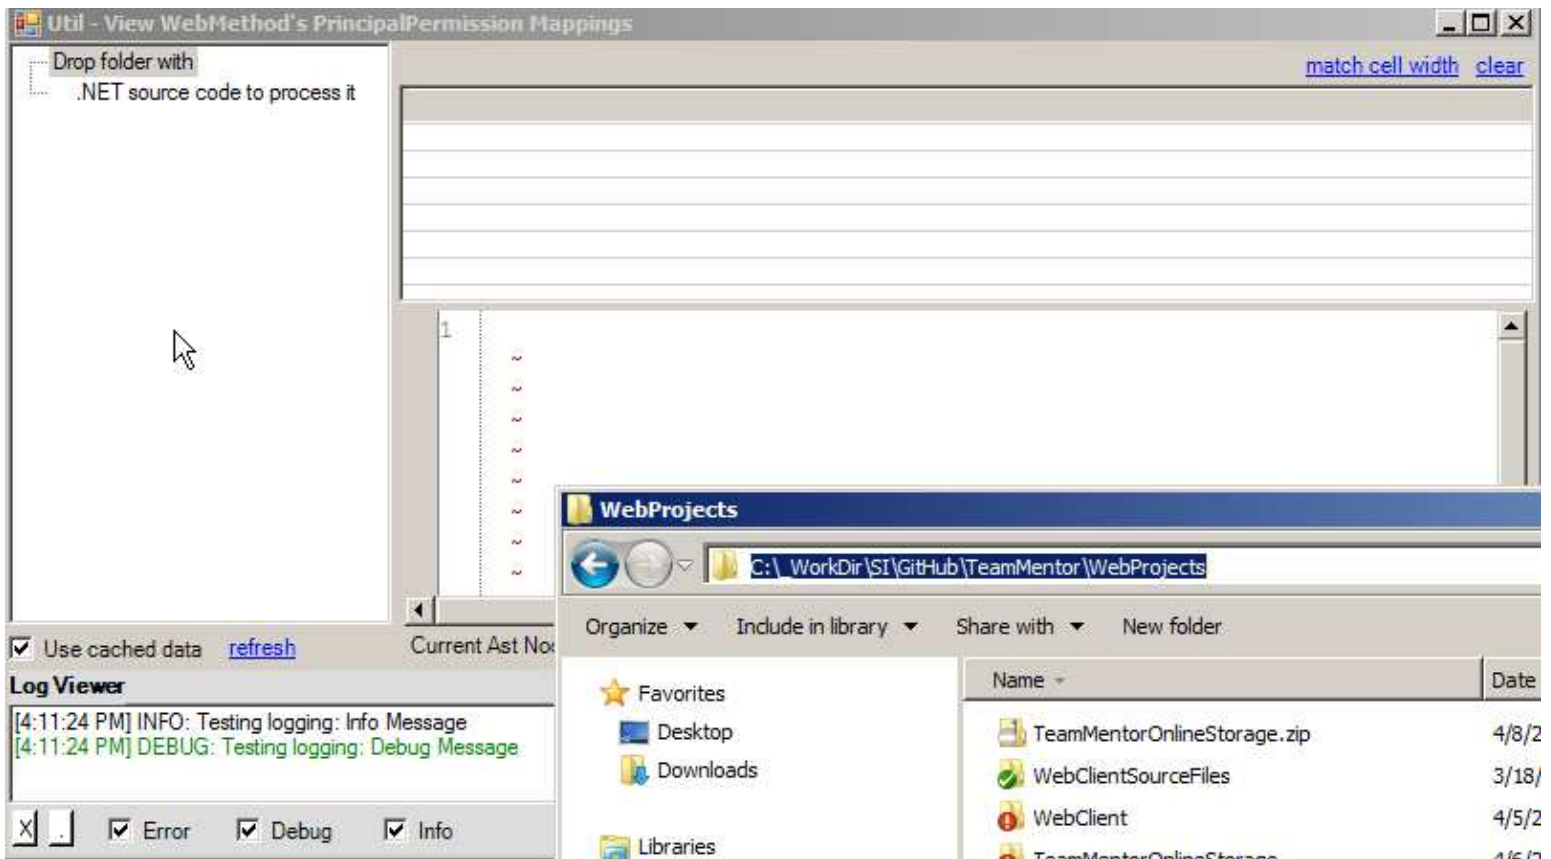 Util - View WebMethod's PrincipalPermission Mappings
Drop folder with
.NET source code to process it
match cell width clear
1
~
~
~
~
~
~
~
~
Use cached data refresh
Current Ast
Log Viewer
[4:11:24 PM] INFO: Testing logging: Info Message
[4:11:24 PM] DEBUG: Testing logging: Debug Message
X .
Error Debug Info
WebProjects
C:\_WorkDir\SI\GitHub\TeamMentor\WebProjects
Organize Include in library Share with New folder
Favorites
Desktop
Downloads
Libraries
Name Date
TeamMentorOnlineStorage.zip 4/8/2
WebClientSourceFiles 3/18/
WebClient 4/5/2
TeamMentorOnlineStorage 4/6/2